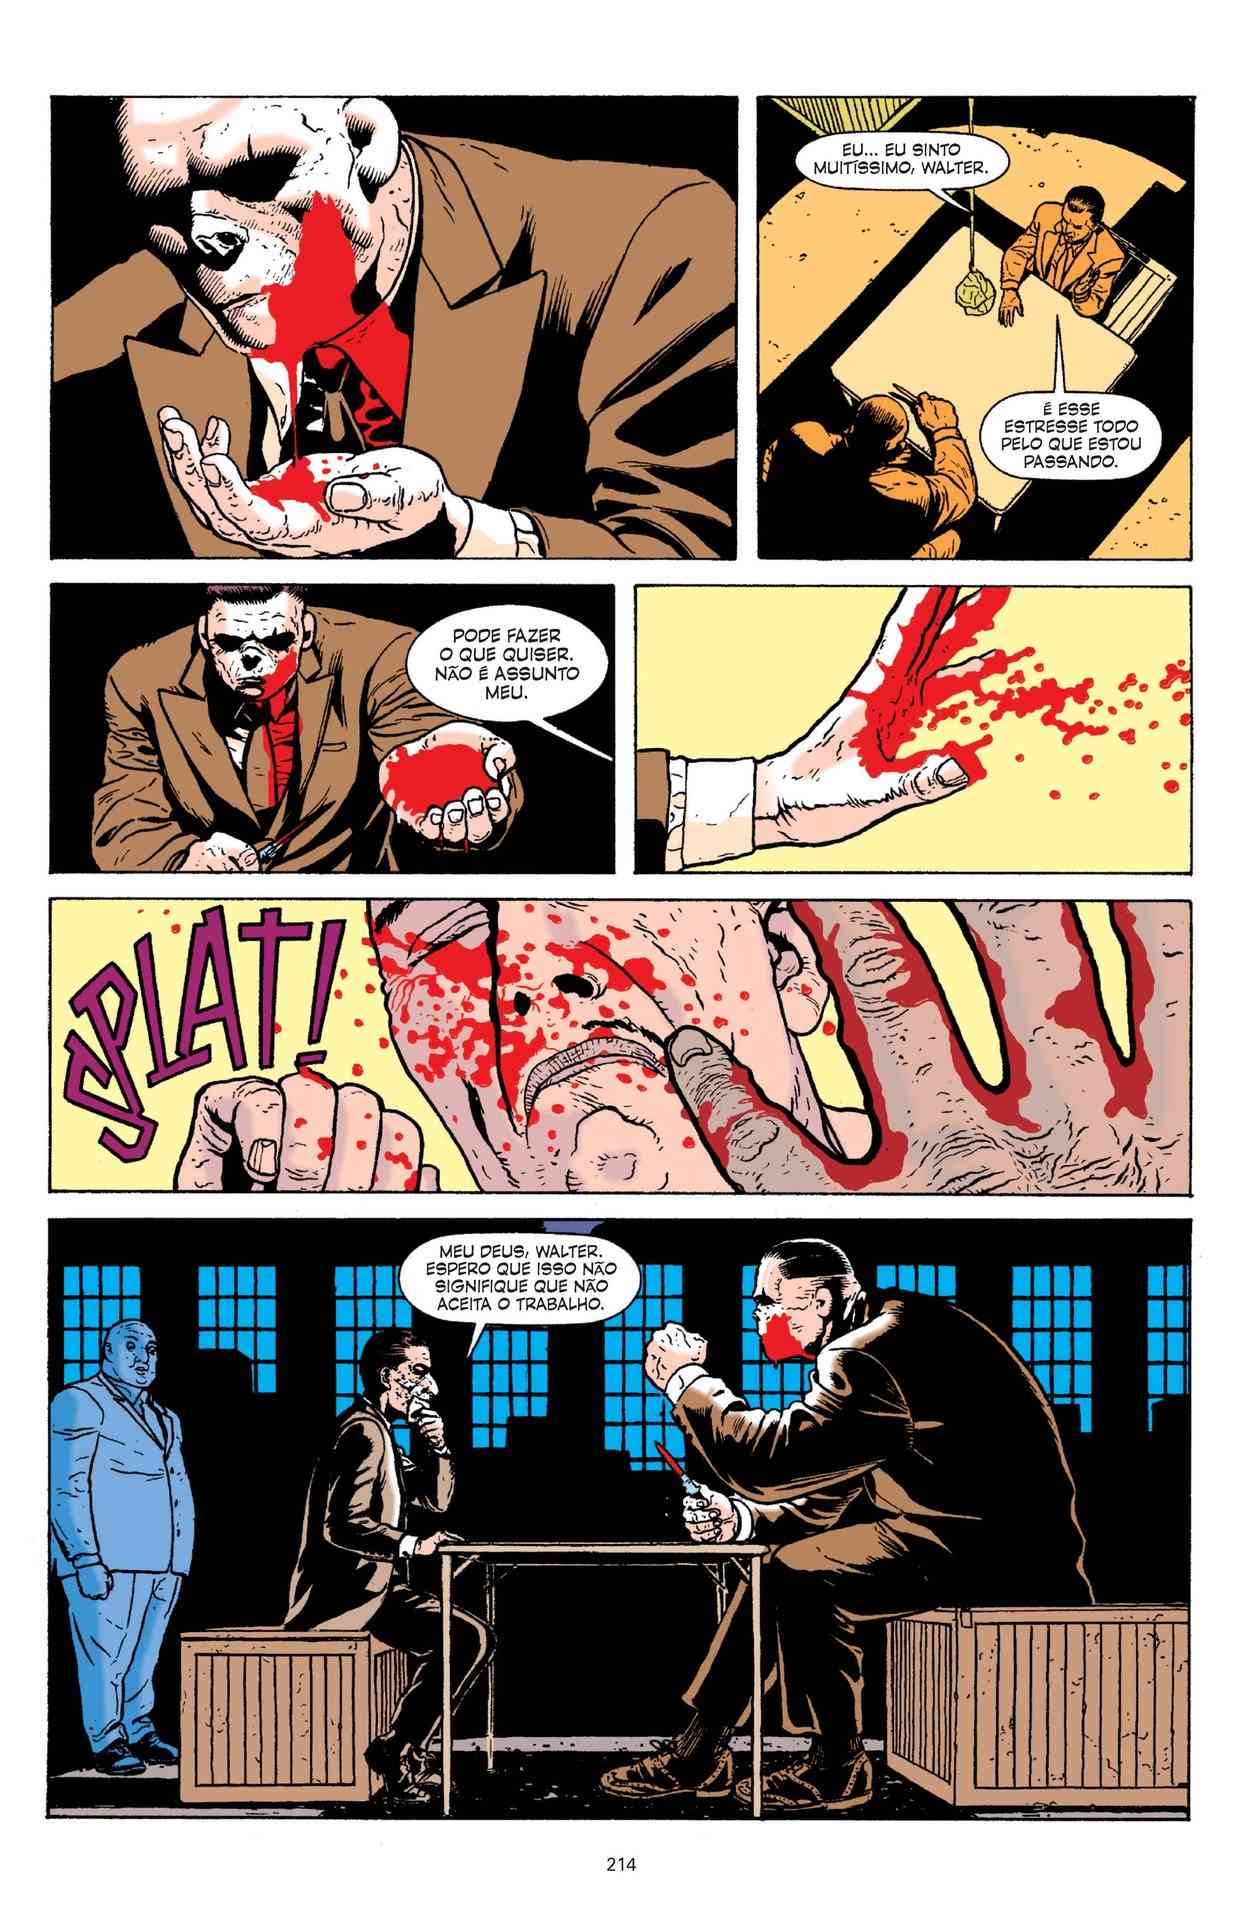 EU... EU SINTO
MUITÍSSIMO, WALTER.
É ESSE
ESTRESSE TODO
PELO QUE ESTOU
PASSANDO.
PODE FAZER
O QUE QUISER.
NÃO É ASSUNTO
MEU.
SPLAT!
MEU DEUS, WALTER.
ESPERO QUE ISSO NÃO
SIGNIFIQUE QUE NÃO
ACEITA O TRABALHO.
214